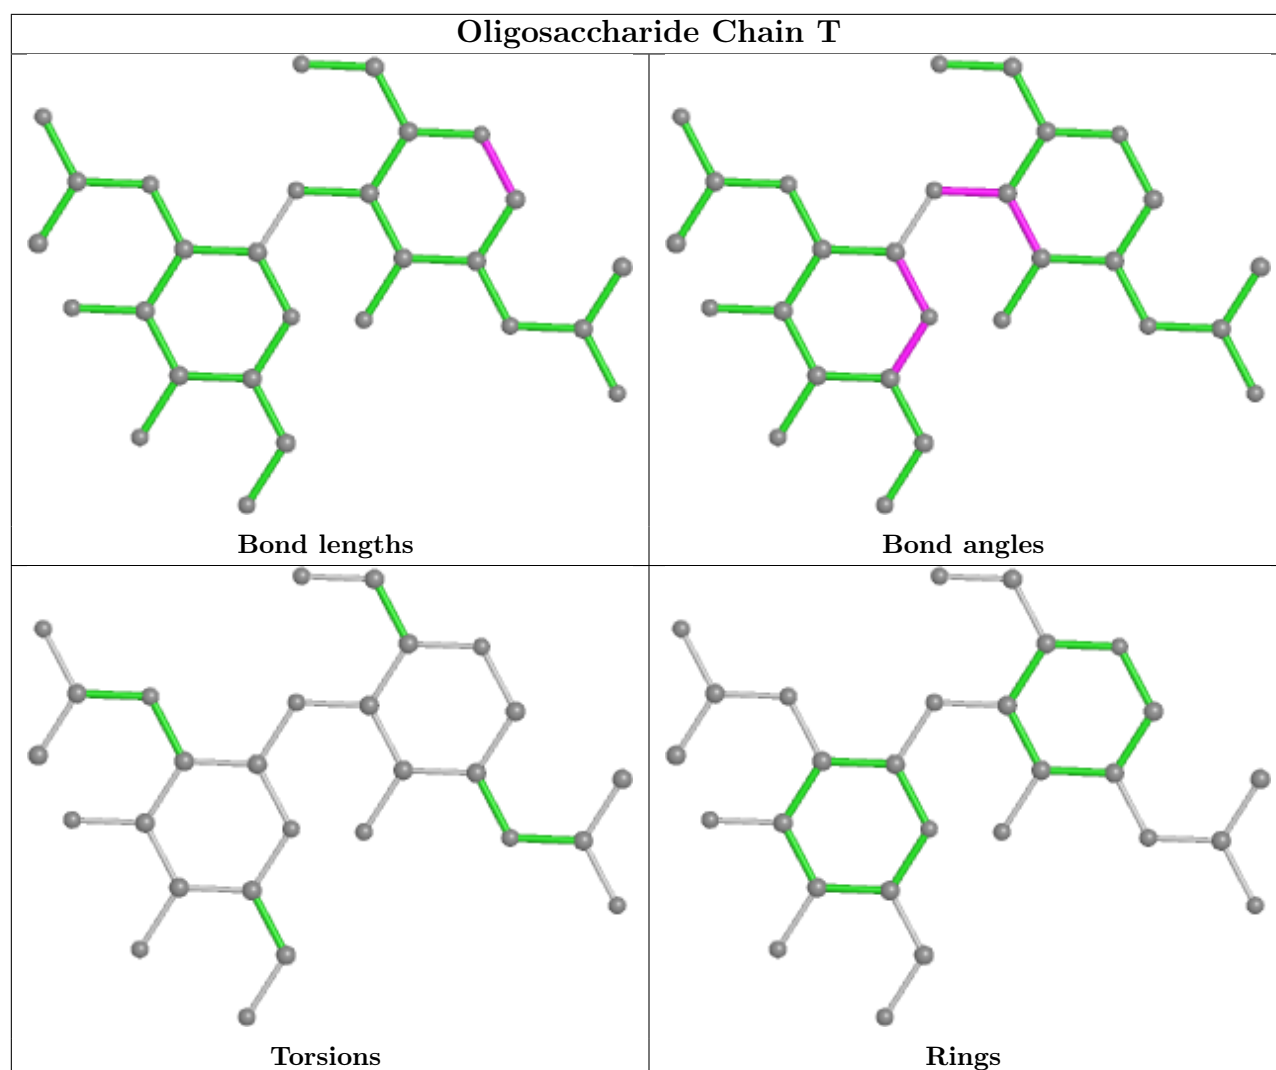 Oligosaccharide Chain T
Bond lengths
Bond angles
Torsions
Rings